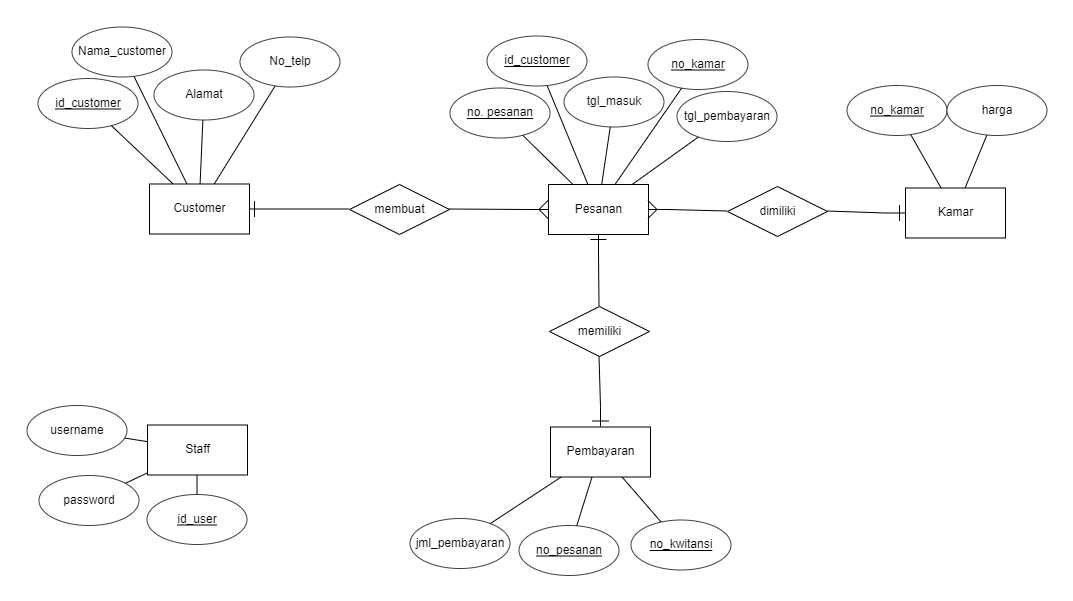 Nama_customer
id_customer
Alamat
No_telp
id_customer
no. pesanan
tgl_masuk
no_kamar
tgl_pembayaran
no_kamar
harga
Customer
membuat
Pesanan
dimiliki
Kamar
memiliki
username
Staff
password
id_user
Pembayaran
jml_pembayaran
no_pesanan
no_kwitansi